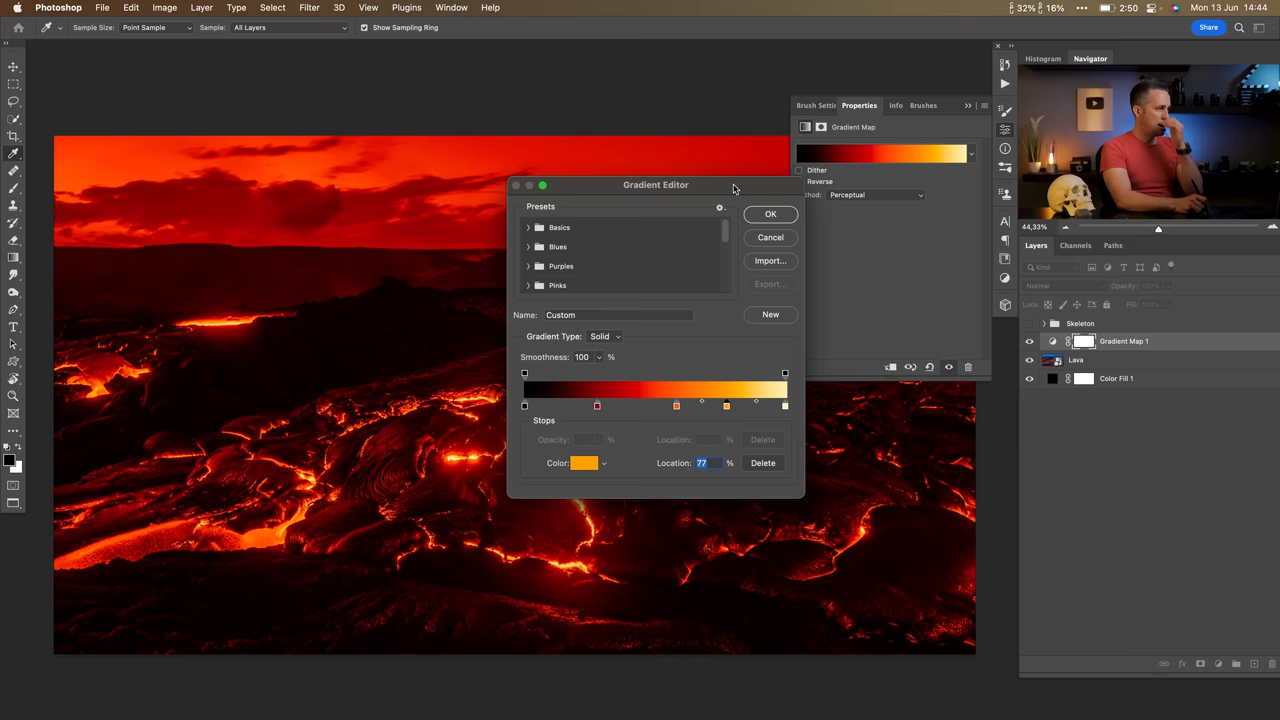 Photoshop File Edit Image Layer Type Select Filter 3D View Plugins Window Help 32% 16% 2:50 Mon 13 Jun 14:44
Sample Size: Point Sample Sample: All Layers Show Sampling Ring Share
Histogram Navigator
Brush Setti Properties Info Brushes
Gradient Map
Dither
Reverse
hod: Perceptual
Gradient Editor
Presets
Basics
Blues
Purples
Pinks
OK
Cancel
Import...
Export...
Name: Custom New
Gradient Type: Solid
Smoothness: 100 %
Stops
Opacity: % Location: % Delete
Color: Location: 77 % Delete
44,33%
Layers Channels Paths
Kind
Normal Opacity: 100%
Lock: Fill: 100%
Skeleton
Gradient Map 1
Lava
Color Fill 1